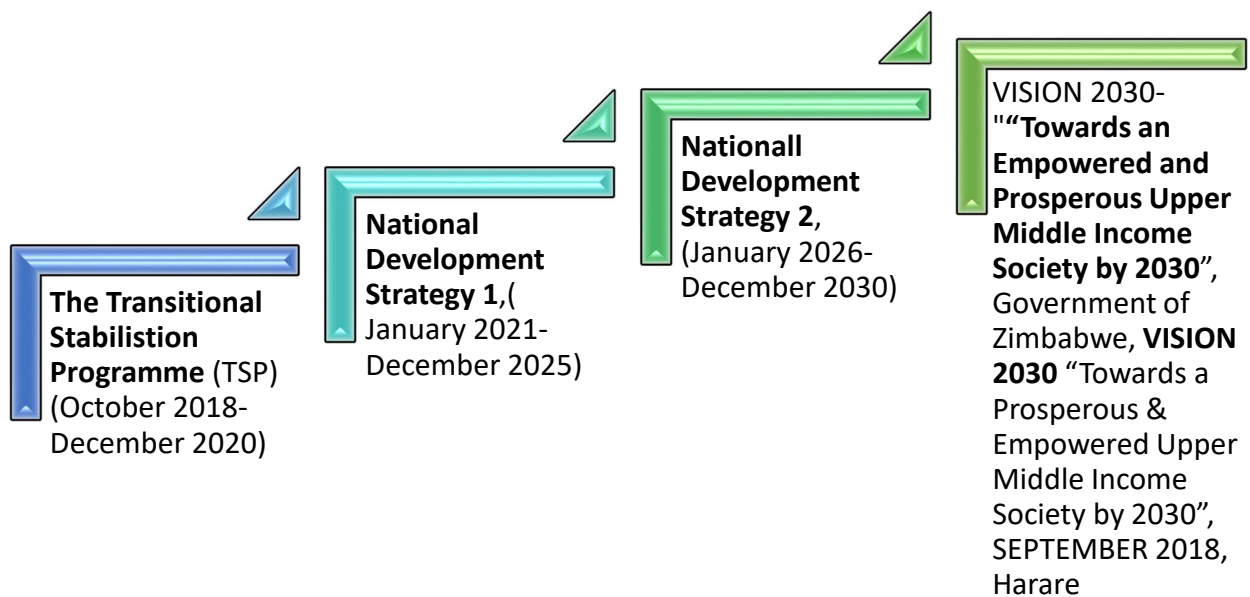 The Transitional
Stabilistion
Programme (TSP)
(October 2018-
December 2020)
National
Development
Strategy 1,(
January 2021-
December 2025)
Nationall
Development
Strategy 2,
(January 2026-
December 2030)
VISION 2030-
"“Towards an
Empowered and
Prosperous Upper
Middle Income
Society by 2030”,
Government of
Zimbabwe, VISION
2030 “Towards a
Prosperous &
Empowered Upper
Middle Income
Society by 2030”,
SEPTEMBER 2018,
Harare